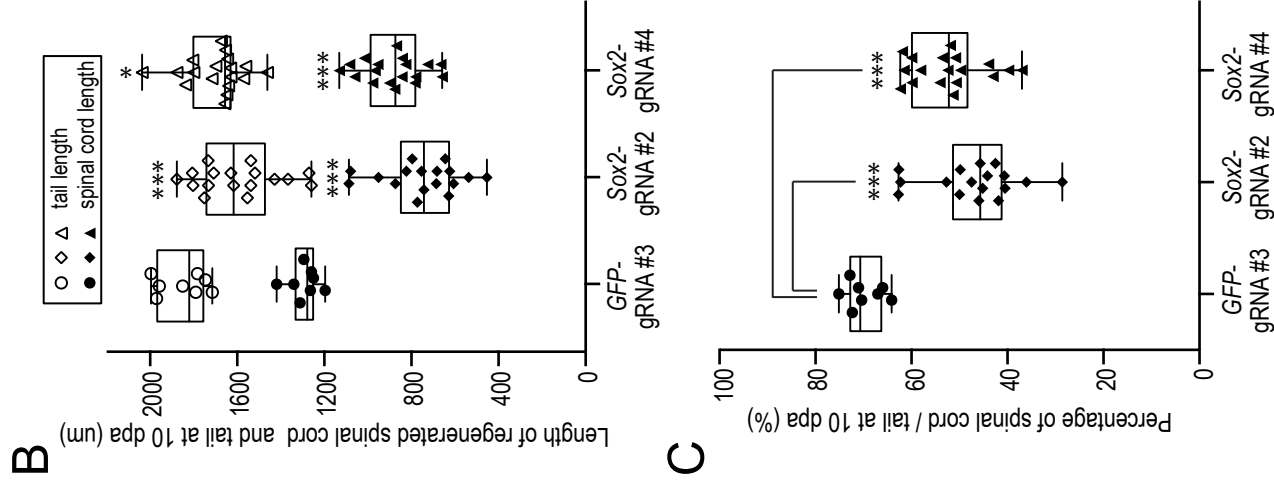 B
tail length
spinal cord length
Length of regenerated spinal cord and tail at 10 dpa (um)
2000
1600
1200
800
400
0
***
*
***
***
GFP-
gRNA #3
Sox2-
gRNA #2
Sox2-
gRNA #4
C
Percentage of spinal cord / tail at 10 dpa (%)
100
80
60
40
20
0
***
***
GFP-
gRNA #3
Sox2-
gRNA #2
Sox2-
gRNA #4